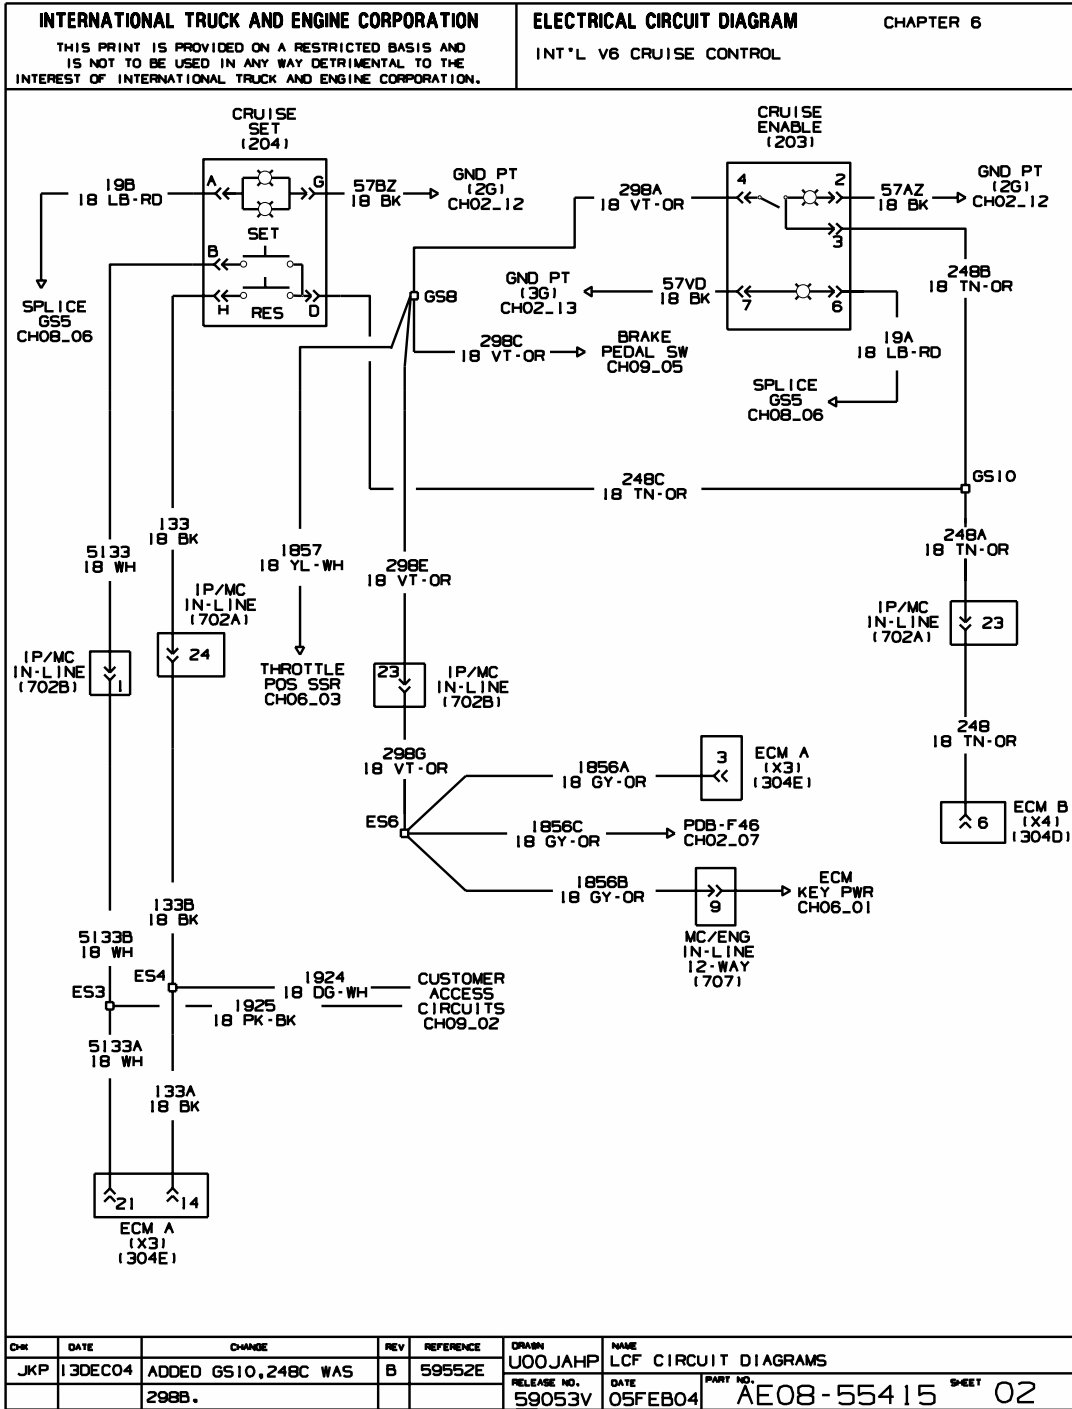 INTERNATIONAL TRUCK AND ENGINE CORPORATION
THIS PRINT IS PROVIDED ON A RESTRICTED BASIS AND
IS NOT TO BE USED IN ANY WAY DETRIMENTAL TO THE
INTEREST OF INTERNATIONAL TRUCK AND ENGINE CORPORATION.
ELECTRICAL CIRCUIT DIAGRAM
CHAPTER 6
INT'L V6 CRUISE CONTROL
CRUISE
SET
(204)
CRUISE
ENABLE
(203)
19B
18 LB-RD
A
G
57BZ
18 BK
GND PT
(2G)
CH02_12
298A
18 VT-OR
4
2
57AZ
18 BK
GND PT
(2G)
CH02_12
SET
B
3
H
RES
D
SPLICE
GS5
CH08_06
GS8
GND PT
(3G)
CH02_13
57VD
18 BK
7
6
248B
18 TN-OR
298C
18 VT-OR
BRAKE
PEDAL SW
CH09_05
19A
18 LB-RD
SPLICE
GS5
CH08_06
248C
18 TN-OR
GS10
133
18 BK
5133
18 WH
1857
18 YL-WH
298E
18 VT-OR
248A
18 TN-OR
IP/MC
IN-LINE
(702A)
24
IP/MC
IN-LINE
(702A)
23
IP/MC
IN-LINE
(702B)
1
THROTTLE
POS SSR
CH06_03
23
IP/MC
IN-LINE
(702B)
298G
18 VT-OR
248
18 TN-OR
1856A
18 GY-OR
3
ECM A
(X3)
(304E)
ES6
1856C
18 GY-OR
PDB-F46
CH02_07
6
ECM B
(X4)
(304D)
1856B
18 GY-OR
9
ECM
KEY PWR
CH06_01
MC/ENG
IN-LINE
12-WAY
(707)
133B
18 BK
5133B
18 WH
ES4
ES3
1924
18 DG-WH
1925
18 PK-BK
CUSTOMER
ACCESS
CIRCUITS
CH09_02
5133A
18 WH
133A
18 BK
21
14
ECM A
(X3)
(304E)
CHK DATE CHANGE REV REFERENCE
JKP 13DEC04 ADDED GS10,248C WAS B 59552E
298B.
DRAWN
U00JAHP
NAME
LCF CIRCUIT DIAGRAMS
RELEASE NO.
59053V
DATE
05FEB04
PART NO.
AE08-55415
SHEET 02